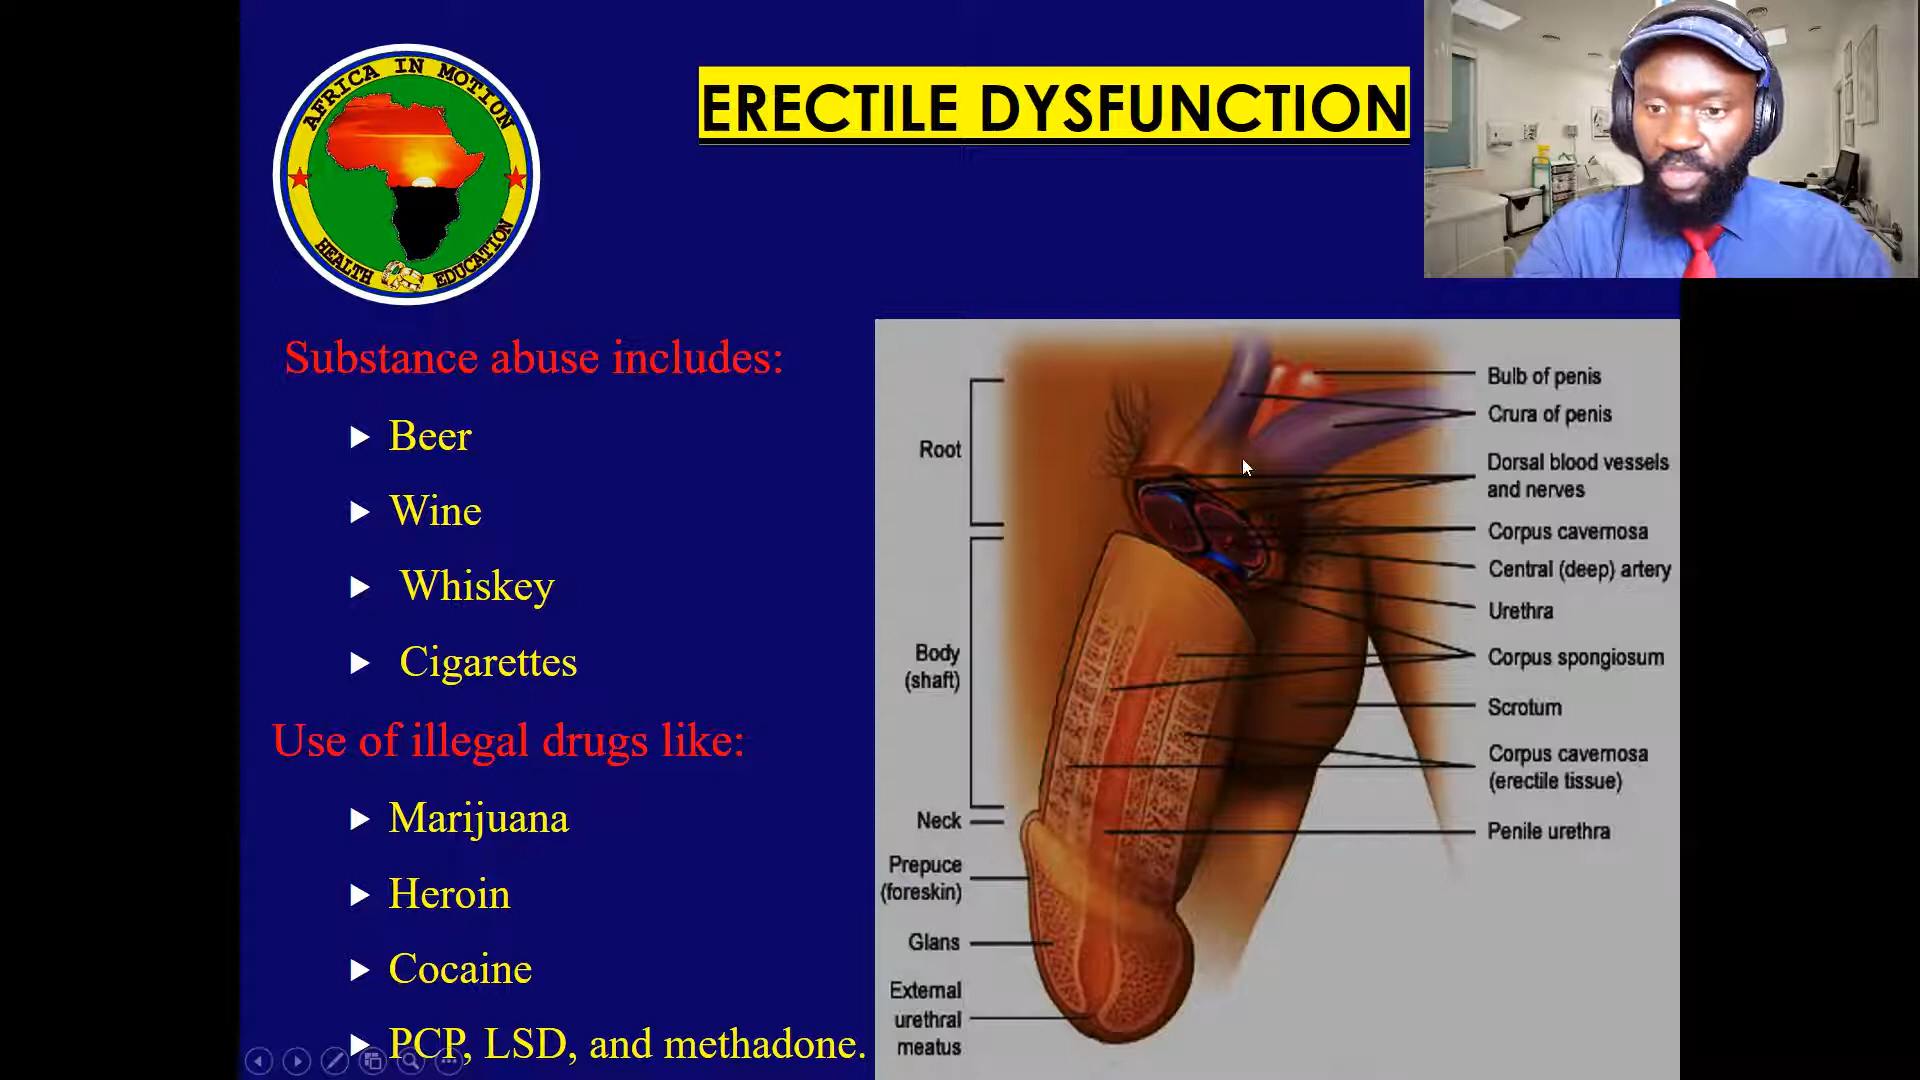 AFRICA IN MOTION
HEALTH EDUCATION
ERECTILE DYSFUNCTION
Substance abuse includes:
Beer
Wine
Whiskey
Cigarettes
Use of illegal drugs like:
Marijuana
Heroin
Cocaine
PCP, LSD, and methadone.
Root
Body
(shaft)
Neck
Prepuce
(foreskin)
Glans
External
urethral
meatus
Bulb of penis
Crura of penis
Dorsal blood vessels
and nerves
Corpus cavernosa
Central (deep) artery
Urethra
Corpus spongiosum
Scrotum
Corpus cavernosa
(erectile tissue)
Penile urethra